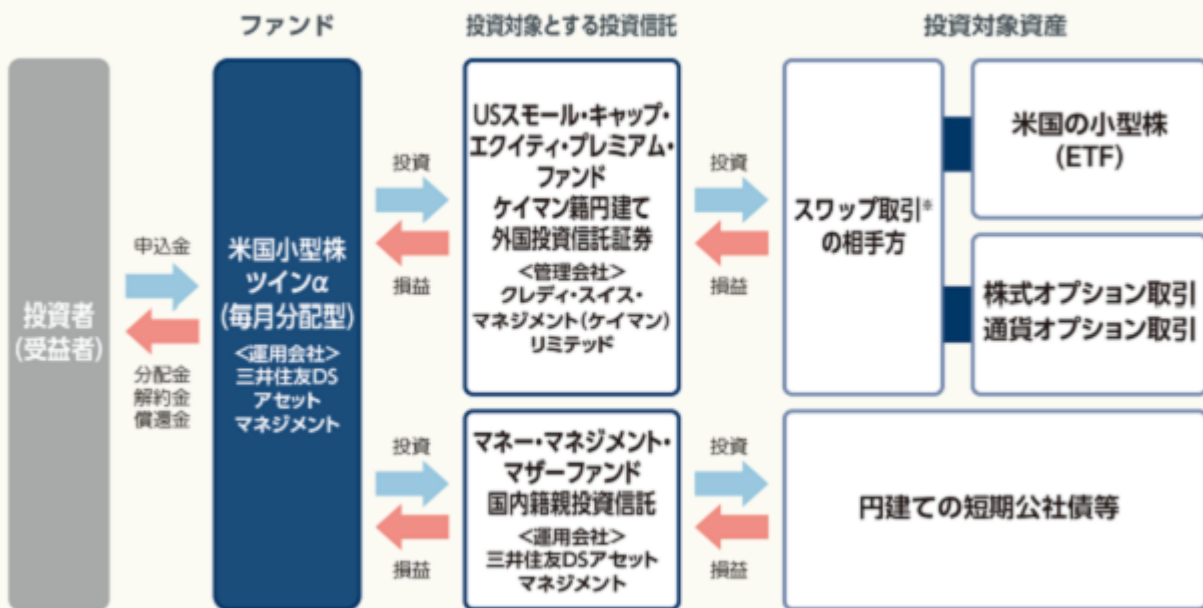 ファンド
投資対象とする投資信託
投資対象資産
投資者
(受益者)
申込金
分配金
解約金
償還金
米国小型株
ツインα
(毎月分配型)
<運用会社>
三井住友DS
アセット
マネジメント
投資
損益
USスモール・キャップ・
エクイティ・プレミアム・
ファンド
ケイマン籍円建て
外国投資信託証券
<管理会社>
クレディ・スイス・
マネジメント(ケイマン)
リミテッド
投資
損益
スワップ取引※
の相手方
米国の小型株
(ETF)
株式オプション取引
通貨オプション取引
投資
損益
マネー・マネジメント・
マザーファンド
国内籍親投資信託
<運用会社>
三井住友DSアセット
マネジメント
投資
損益
円建ての短期公社債等